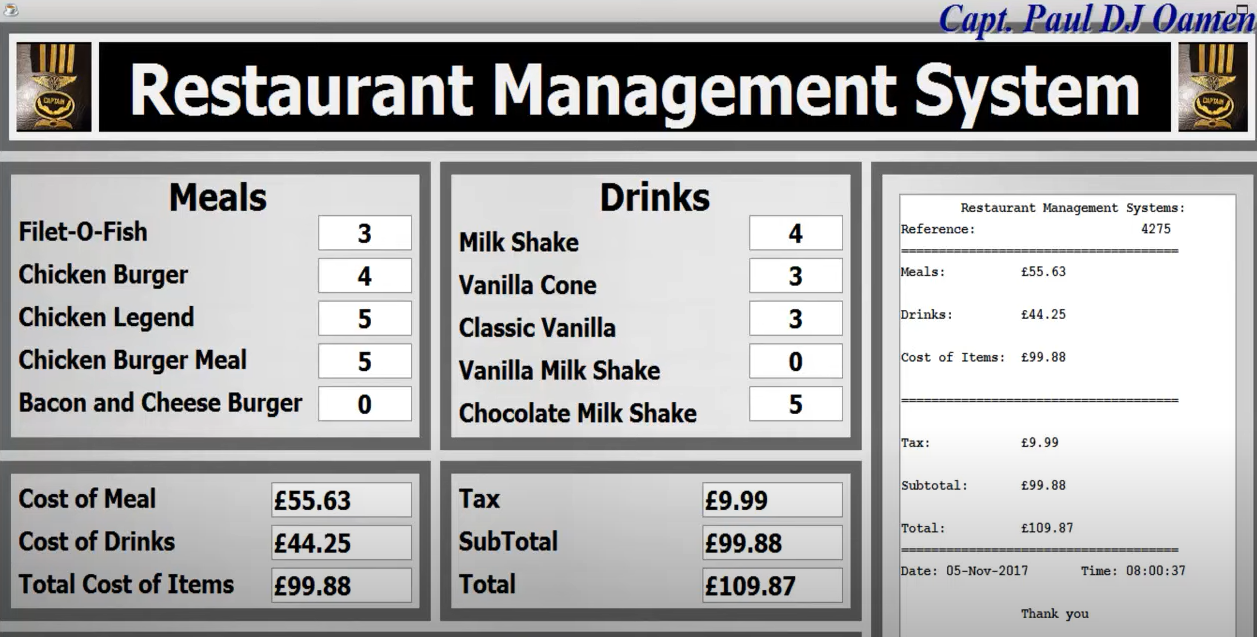 Capt. Paul DJ Oamen
Restaurant Management System
CAPTAIN
CAPTAIN
Meals
Filet-O-Fish 3
Chicken Burger 4
Chicken Legend 5
Chicken Burger Meal 5
Bacon and Cheese Burger 0
Drinks
Milk Shake 4
Vanilla Cone 3
Classic Vanilla 3
Vanilla Milk Shake 0
Chocolate Milk Shake 5
Cost of Meal £55.63
Cost of Drinks £44.25
Total Cost of Items £99.88
Tax £9.99
SubTotal £99.88
Total £109.87
Restaurant Management Systems:
Reference: 4275
=====================================
Meals: £55.63
Drinks: £44.25
Cost of Items: £99.88
=====================================
Tax: £9.99
Subtotal: £99.88
Total: £109.87
=====================================
Date: 05-Nov-2017 Time: 08:00:37
Thank you